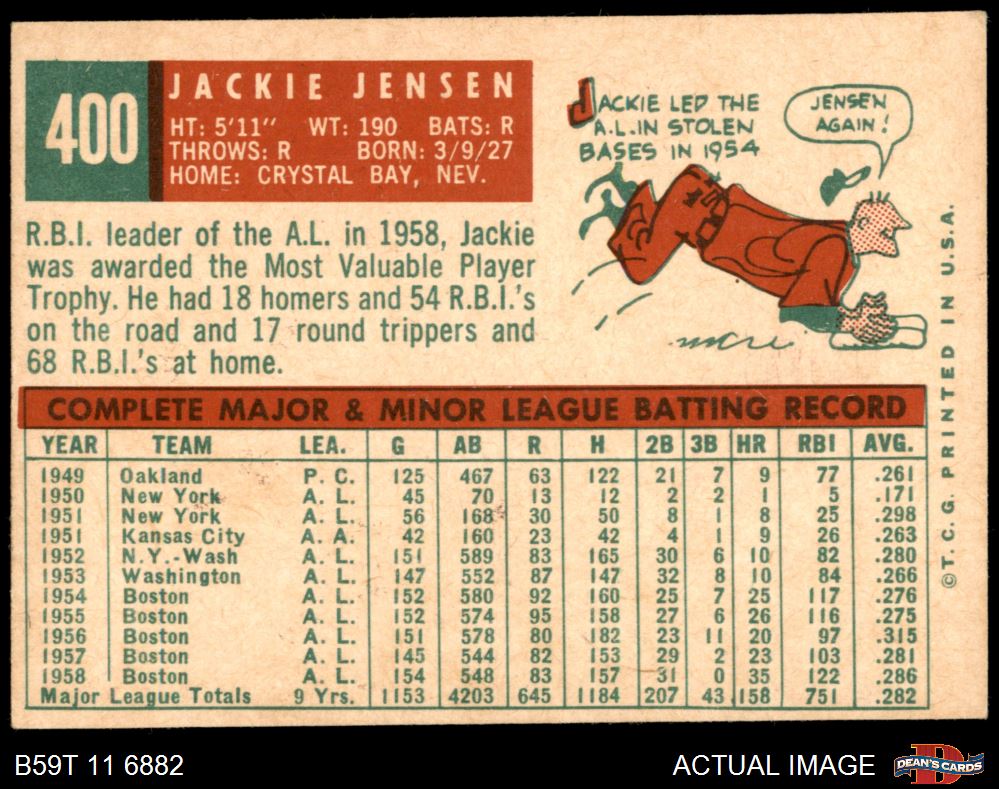 400
JACKIE JENSEN
HT: 5'11" WT: 190 BATS: R
THROWS: R BORN: 3/9/27
HOME: CRYSTAL BAY, NEV.
JACKIE LED THE
A.L. IN STOLEN
BASES IN 1954
JENSEN
AGAIN!
R.B.I. leader of the A.L. in 1958, Jackie
was awarded the Most Valuable Player
Trophy. He had 18 homers and 54 R.B.I.'s
on the road and 17 round trippers and
68 R.B.I.'s at home.
COMPLETE MAJOR & MINOR LEAGUE BATTING RECORD
YEAR TEAM LEA. G AB R H 2B 3B HR RBI AVG.
1949 Oakland P. C. 125 467 63 122 21 7 9 77 .261
1950 New York A. L. 45 70 13 12 2 2 1 5 .171
1951 New York A. L. 56 168 30 50 8 1 8 25 .298
1951 Kansas City A. A. 42 160 23 42 4 1 9 26 .263
1952 N.Y.-Wash A. L. 151 589 83 165 30 6 10 82 .280
1953 Washington A. L. 147 552 87 147 32 8 10 84 .266
1954 Boston A. L. 152 580 92 160 25 7 25 117 .276
1955 Boston A. L. 152 574 95 158 27 6 26 116 .275
1956 Boston A. L. 151 578 80 182 23 11 20 97 .315
1957 Boston A. L. 145 544 82 153 29 2 23 103 .281
1958 Boston A. L. 154 548 83 157 31 0 35 122 .286
Major League Totals 9 Yrs. 1153 4203 645 1184 207 43 158 751 .282
©T. C. G. PRINTED IN U.S.A.
B59T 11 6882
ACTUAL IMAGE
DEAN'S CARDS